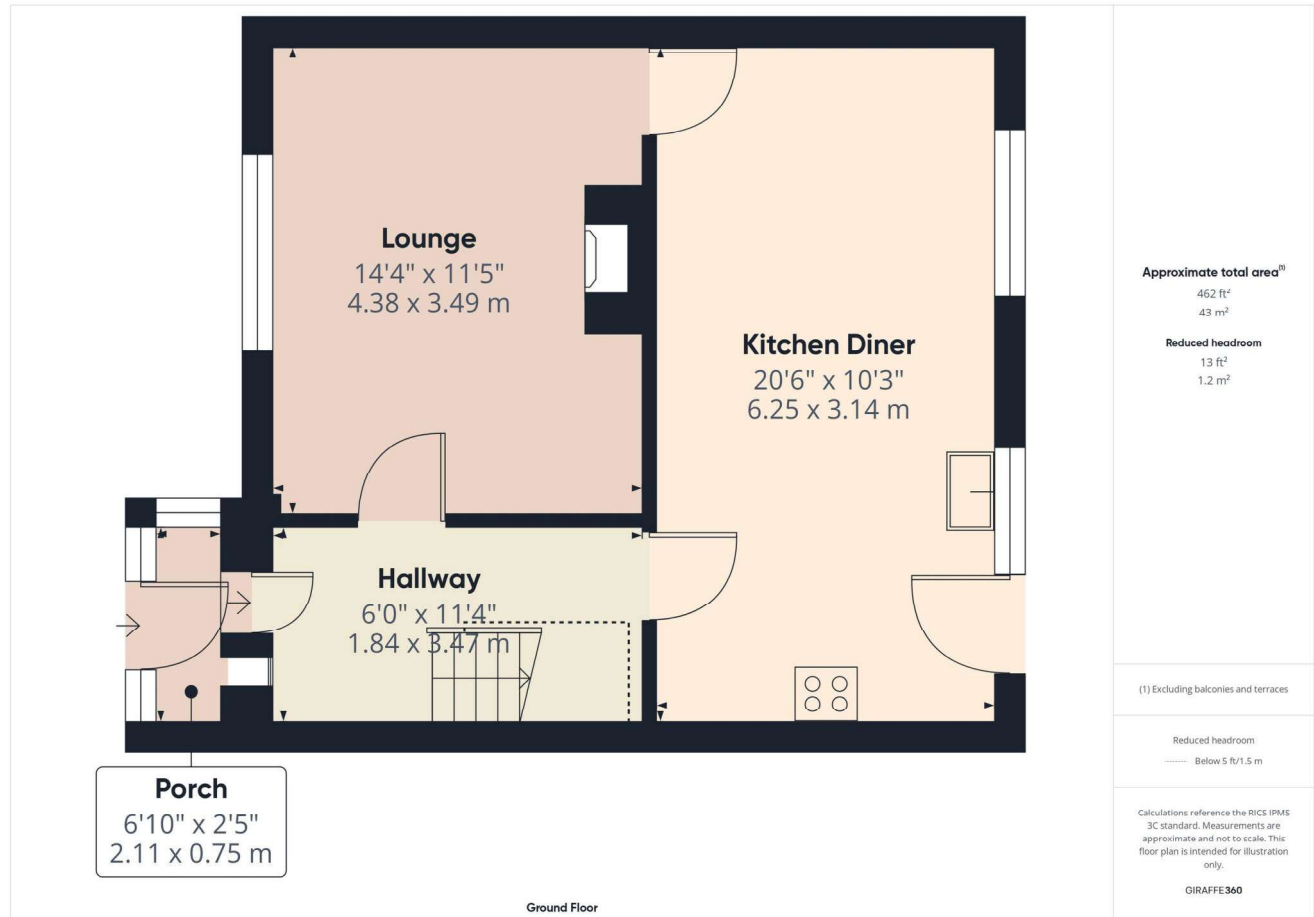 Lounge
14'4" x 11'5"
4.38 x 3.49 m
Kitchen Diner
20'6" x 10'3"
6.25 x 3.14 m
Hallway
6'0" x 11'4"
1.84 x 3.47 m
Porch
6'10" x 2'5"
2.11 x 0.75 m
Ground Floor
Approximate total area(1)
462 ft²
43 m²
Reduced headroom
13 ft²
1.2 m²
(1) Excluding balconies and terraces
Reduced headroom
-------- Below 5 ft/1.5 m
Calculations reference the RICS IPMS
3C standard. Measurements are
approximate and not to scale. This
floor plan is intended for illustration
only.
GIRAFFE360